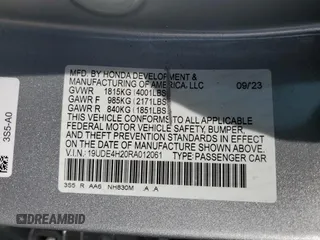 MFD. BY HONDA DEVELOPMENT &
MANUFACTURING OF AMERICA, LLC
09/23
GVWR 1815KG (4001LBS)
GAWR F 985KG (2171LBS)
GAWR R 840KG (1851LBS)
THIS VEHICLE CONFORMS TO ALL APPLICABLE
FEDERAL MOTOR VEHICLE SAFETY, BUMPER,
AND THEFT PREVENTION STANDARDS IN EFFECT
ON THE DATE OF MANUFACTURE SHOWN ABOVE.
V.I.N.: 19UDE4H20RA012061 TYPE:PASSENGER CAR
3S5 R AA6 NH830M A A
3S5-A0
© AUTOBIDMASTER